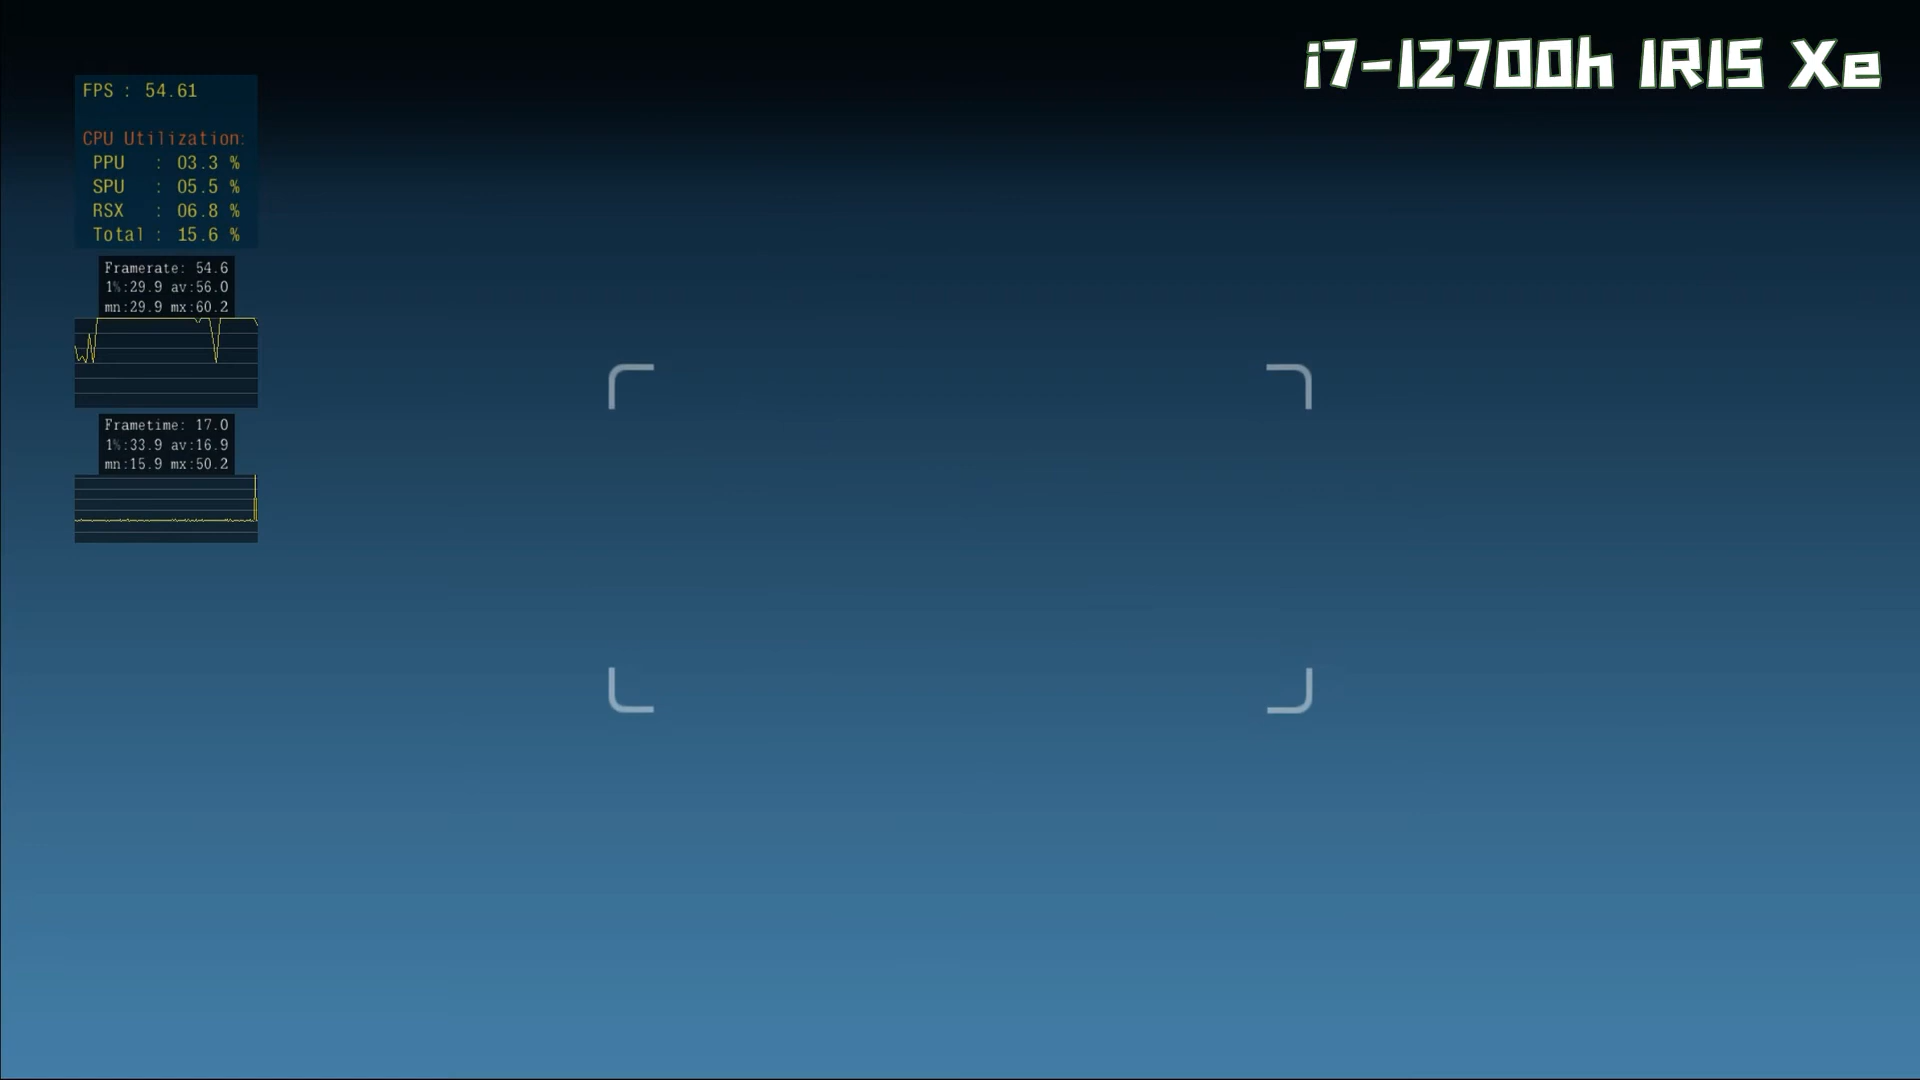 i7-12700h IRIS Xe
FPS : 54.61
CPU Utilization:
PPU : 03.3 %
SPU : 05.5 %
RSX : 06.8 %
Total : 15.6 %
Framerate: 54.6
1%:29.9 av:56.0
mn:29.9 mx:60.2
Frametime: 17.0
1%:33.9 av:16.9
mn:15.9 mx:50.2